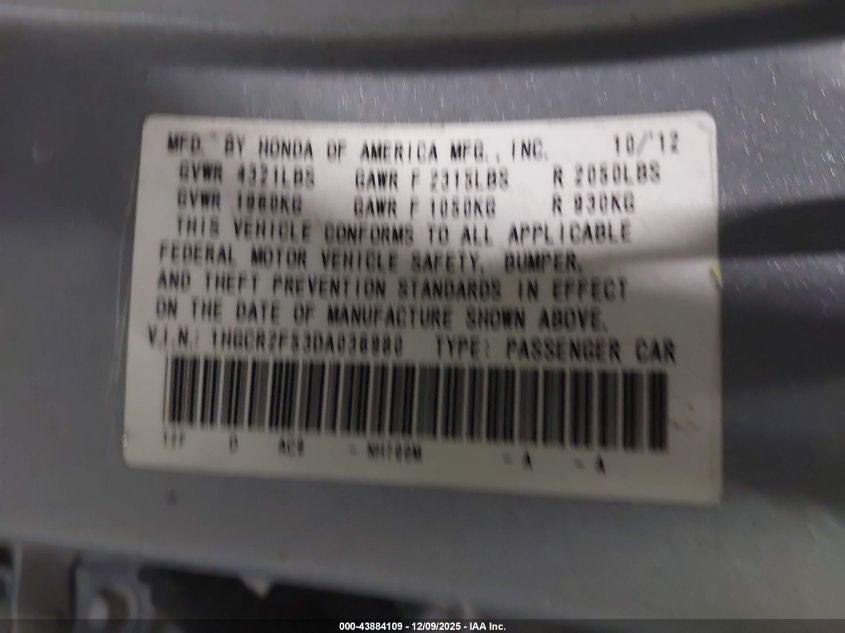 MFD. BY HONDA OF AMERICA MFG., INC. 10/'12
GVWR 4321LBS GAWR F 2315LBS R 2050LBS
GVWR 1960KG GAWR F 1050KG R 930KG
THIS VEHICLE CONFORMS TO ALL APPLICABLE
FEDERAL MOTOR VEHICLE SAFETY, BUMPER,
AND THEFT PREVENTION STANDARDS IN EFFECT
ON THE DATE OF MANUFACTURE SHOWN ABOVE.
V.I.N.: 1HGCR2F53DA036980 TYPE: PASSENGER CAR
NH700M - A - A
000-43884109 - 12/09/2025 - IAA Inc.